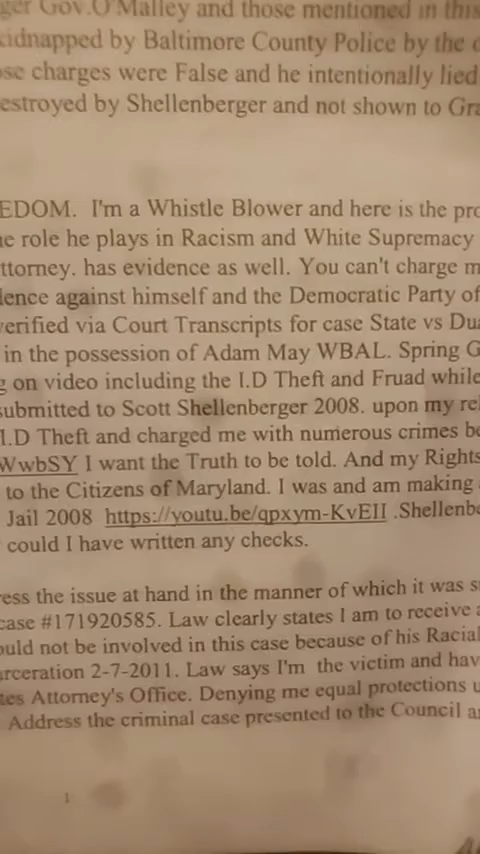 Gov.O'Malley and those mentioned in this
kidnapped by Baltimore County Police by the
charges were False and he intentionally lied
estroyed by Shellenberger and not shown to Gra
EDOM. I'm a Whistle Blower and here is the pro
role he plays in Racism and White Supremacy
ttorney. has evidence as well. You can't charge m
dence against himself and the Democratic Party of
verified via Court Transcripts for case State vs Dua
in the possession of Adam May WBAL. Spring G
g on video including the I.D Theft and Fruad while
submitted to Scott Shellenberger 2008. upon my re
I.D Theft and charged me with numerous crimes be
WwbSY I want the Truth to be told. And my Rights
to the Citizens of Maryland. I was and am making
Jail 2008 https://youtu.be/qpxym-KvEII .Shellenbe
could I have written any checks.
ress the issue at hand in the manner of which it was s
case #171920585. Law clearly states I am to receive a
ould not be involved in this case because of his Racial
rceration 2-7-2011. Law says I'm the victim and hav
tes Attorney's Office. Denying me equal protections u
Address the criminal case presented to the Council a
1